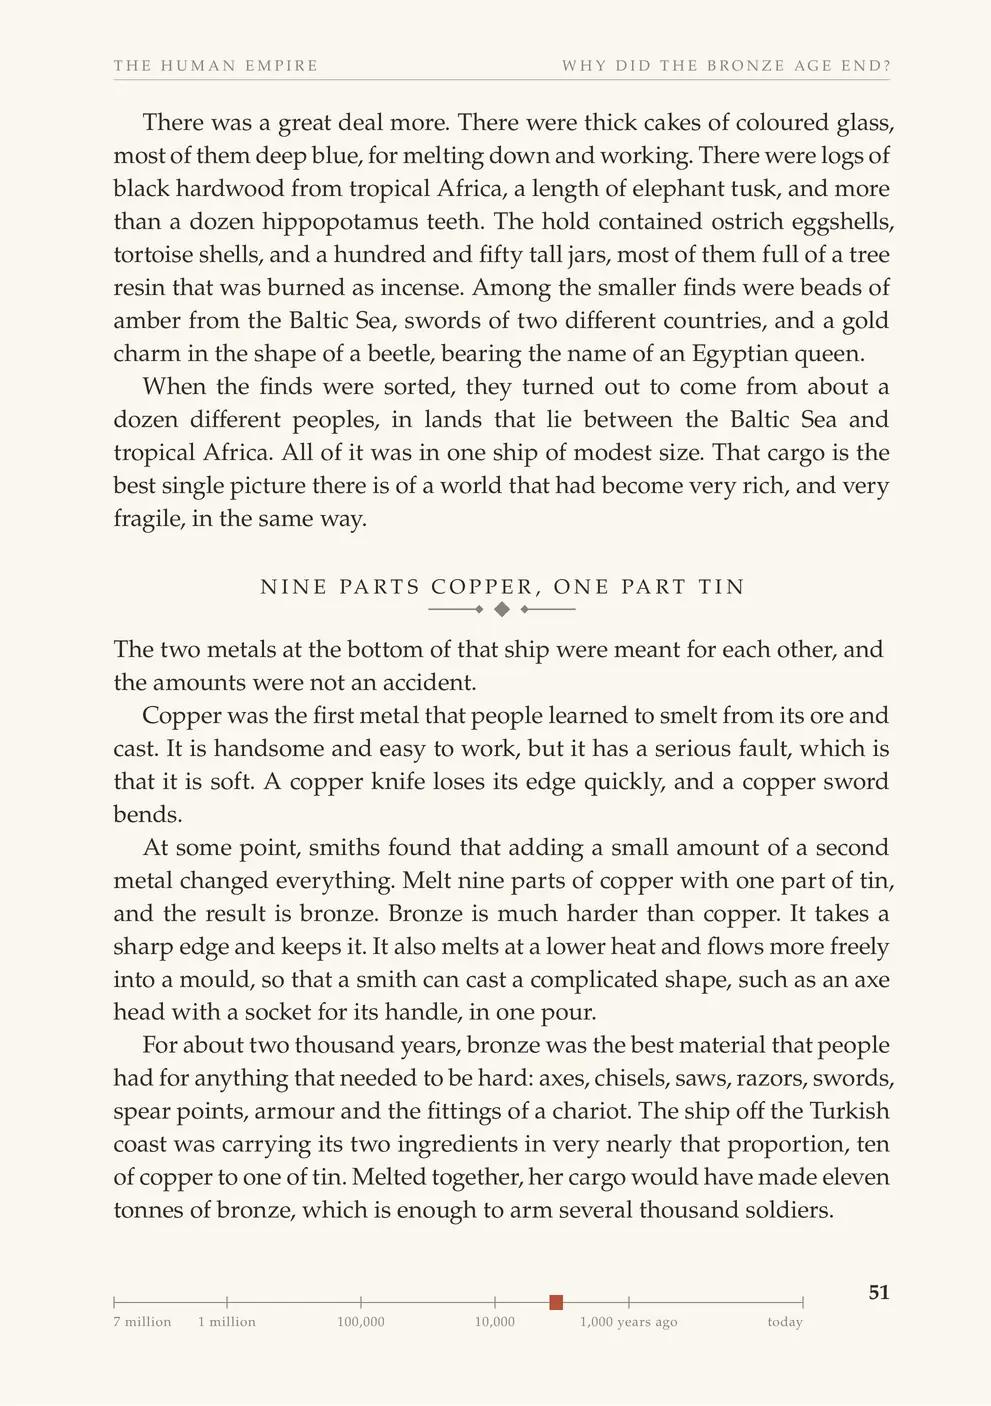 THE HUMAN EMPIRE
WHY DID THE BRONZE AGE END?
There was a great deal more. There were thick cakes of coloured glass,
most of them deep blue, for melting down and working. There were logs of
black hardwood from tropical Africa, a length of elephant tusk, and more
than a dozen hippopotamus teeth. The hold contained ostrich eggshells,
tortoise shells, and a hundred and fifty tall jars, most of them full of a tree
resin that was burned as incense. Among the smaller finds were beads of
amber from the Baltic Sea, swords of two different countries, and a gold
charm in the shape of a beetle, bearing the name of an Egyptian queen.
When the finds were sorted, they turned out to come from about a
dozen different peoples, in lands that lie between the Baltic Sea and
tropical Africa. All of it was in one ship of modest size. That cargo is the
best single picture there is of a world that had become very rich, and very
fragile, in the same way.
NINE PARTS COPPER, ONE PART TIN
The two metals at the bottom of that ship were meant for each other, and
the amounts were not an accident.
Copper was the first metal that people learned to smelt from its ore and
cast. It is handsome and easy to work, but it has a serious fault, which is
that it is soft. A copper knife loses its edge quickly, and a copper sword
bends.
At some point, smiths found that adding a small amount of a second
metal changed everything. Melt nine parts of copper with one part of tin,
and the result is bronze. Bronze is much harder than copper. It takes a
sharp edge and keeps it. It also melts at a lower heat and flows more freely
into a mould, so that a smith can cast a complicated shape, such as an axe
head with a socket for its handle, in one pour.
For about two thousand years, bronze was the best material that people
had for anything that needed to be hard: axes, chisels, saws, razors, swords,
spear points, armour and the fittings of a chariot. The ship off the Turkish
coast was carrying its two ingredients in very nearly that proportion, ten
of copper to one of tin. Melted together, her cargo would have made eleven
tonnes of bronze, which is enough to arm several thousand soldiers.
51
7 million 1 million 100,000 10,000 1,000 years ago today